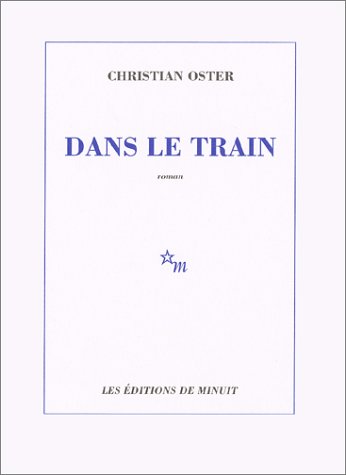 CHRISTIAN OSTER
DANS LE TRAIN
roman
m
LES ÉDITIONS DE MINUIT